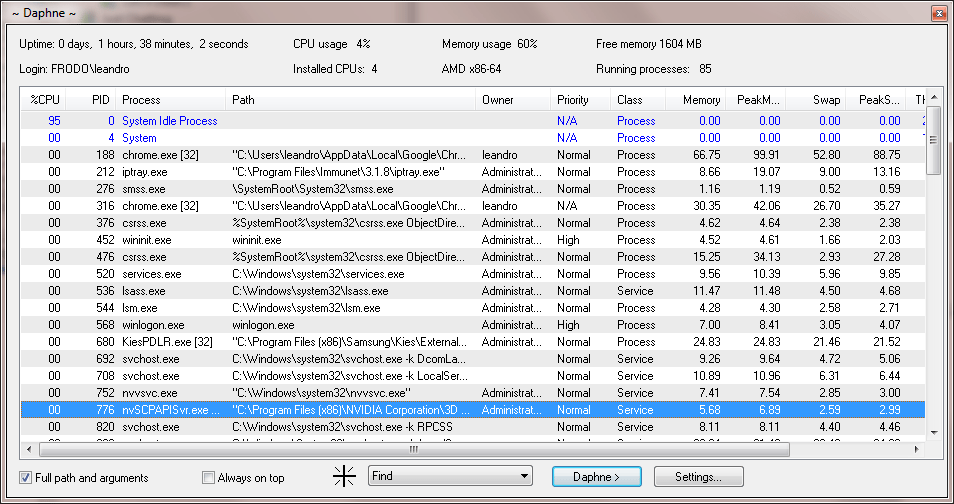 ~ Daphne ~
Uptime: 0 days, 1 hours, 38 minutes, 2 seconds CPU usage 4% Memory usage 60% Free memory 1604 MB
Login: FRODO\leandro Installed CPUs: 4 AMD x86-64 Running processes: 85
%CPU PID Process Path Owner Priority Class Memory PeakM... Swap PeakS...
95 0 System Idle Process N/A Process 0.00 0.00 0.00 0.00
00 4 System N/A Process 0.00 0.00 0.00 0.00
00 188 chrome.exe [32] "C:\Users\leandro\AppData\Local\Google\Chr... leandro Normal Process 66.75 99.91 52.80 88.75
00 212 iptray.exe "C:\Program Files\Immunet\3.1.8\iptray.exe" Administrat... Normal Process 8.66 19.07 9.00 13.16
00 276 smss.exe \SystemRoot\System32\smss.exe Administrat... Normal Process 1.16 1.19 0.52 0.59
00 316 chrome.exe [32] "C:\Users\leandro\AppData\Local\Google\Chr... leandro N/A Process 30.35 42.06 26.70 35.27
00 376 csrss.exe %SystemRoot%\system32\csrss.exe ObjectDire... Administrat... Normal Process 4.62 4.64 2.38 2.38
00 452 wininit.exe wininit.exe Administrat... High Process 4.52 4.61 1.66 2.03
00 476 csrss.exe %SystemRoot%\system32\csrss.exe ObjectDire... Administrat... Normal Process 15.25 34.13 2.93 27.28
00 520 services.exe C:\Windows\system32\services.exe Administrat... Normal Process 9.56 10.39 5.96 9.85
00 536 lsass.exe C:\Windows\system32\lsass.exe Administrat... Normal Service 11.47 11.48 4.50 4.68
00 544 lsm.exe C:\Windows\system32\lsm.exe Administrat... Normal Process 4.28 4.30 2.58 2.71
00 568 winlogon.exe winlogon.exe Administrat... High Process 7.00 8.41 3.05 4.07
00 680 KiesPDLR.exe [32] "C:\Program Files (x86)\Samsung\Kies\External... Administrat... Normal Process 24.83 24.83 21.46 21.52
00 692 svchost.exe C:\Windows\system32\svchost.exe -k DcomLa... Normal Service 9.26 9.64 4.72 5.06
00 708 svchost.exe C:\Windows\system32\svchost.exe -k LocalSer... Normal Service 10.89 10.96 6.31 6.44
00 752 nvvsvc.exe "C:\Windows\system32\nvvsvc.exe" Administrat... Normal Service 7.41 7.54 2.85 3.00
00 776 nvSCPAPISvr.exe ... "C:\Program Files (x86)\NVIDIA Corporation\3D ... Administrat... Normal Service 5.68 6.89 2.59 2.99
00 820 svchost.exe C:\Windows\system32\svchost.exe -k RPCSS Normal Service 8.11 8.11 4.40 4.46
Full path and arguments Always on top Find Daphne > Settings...